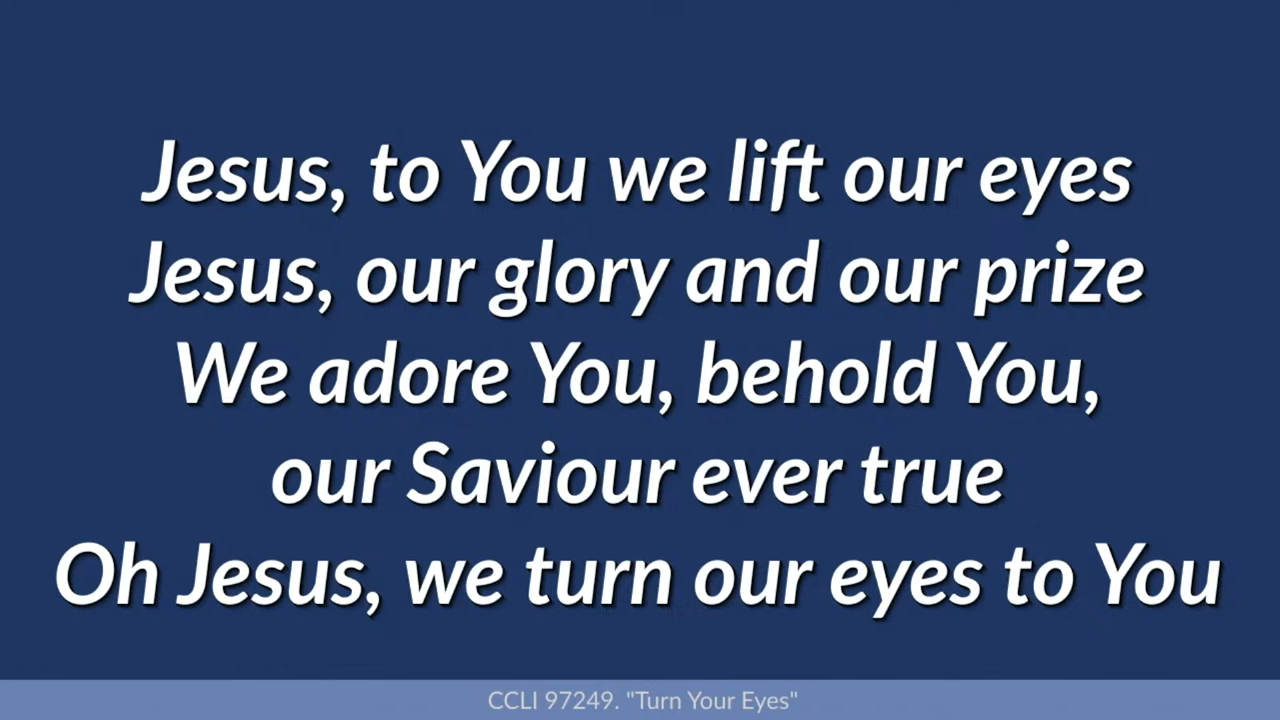 Jesus, to You we lift our eyes
Jesus, our glory and our prize
We adore You, behold You,
our Saviour ever true
Oh Jesus, we turn our eyes to You
CCLI 97249. "Turn Your Eyes"